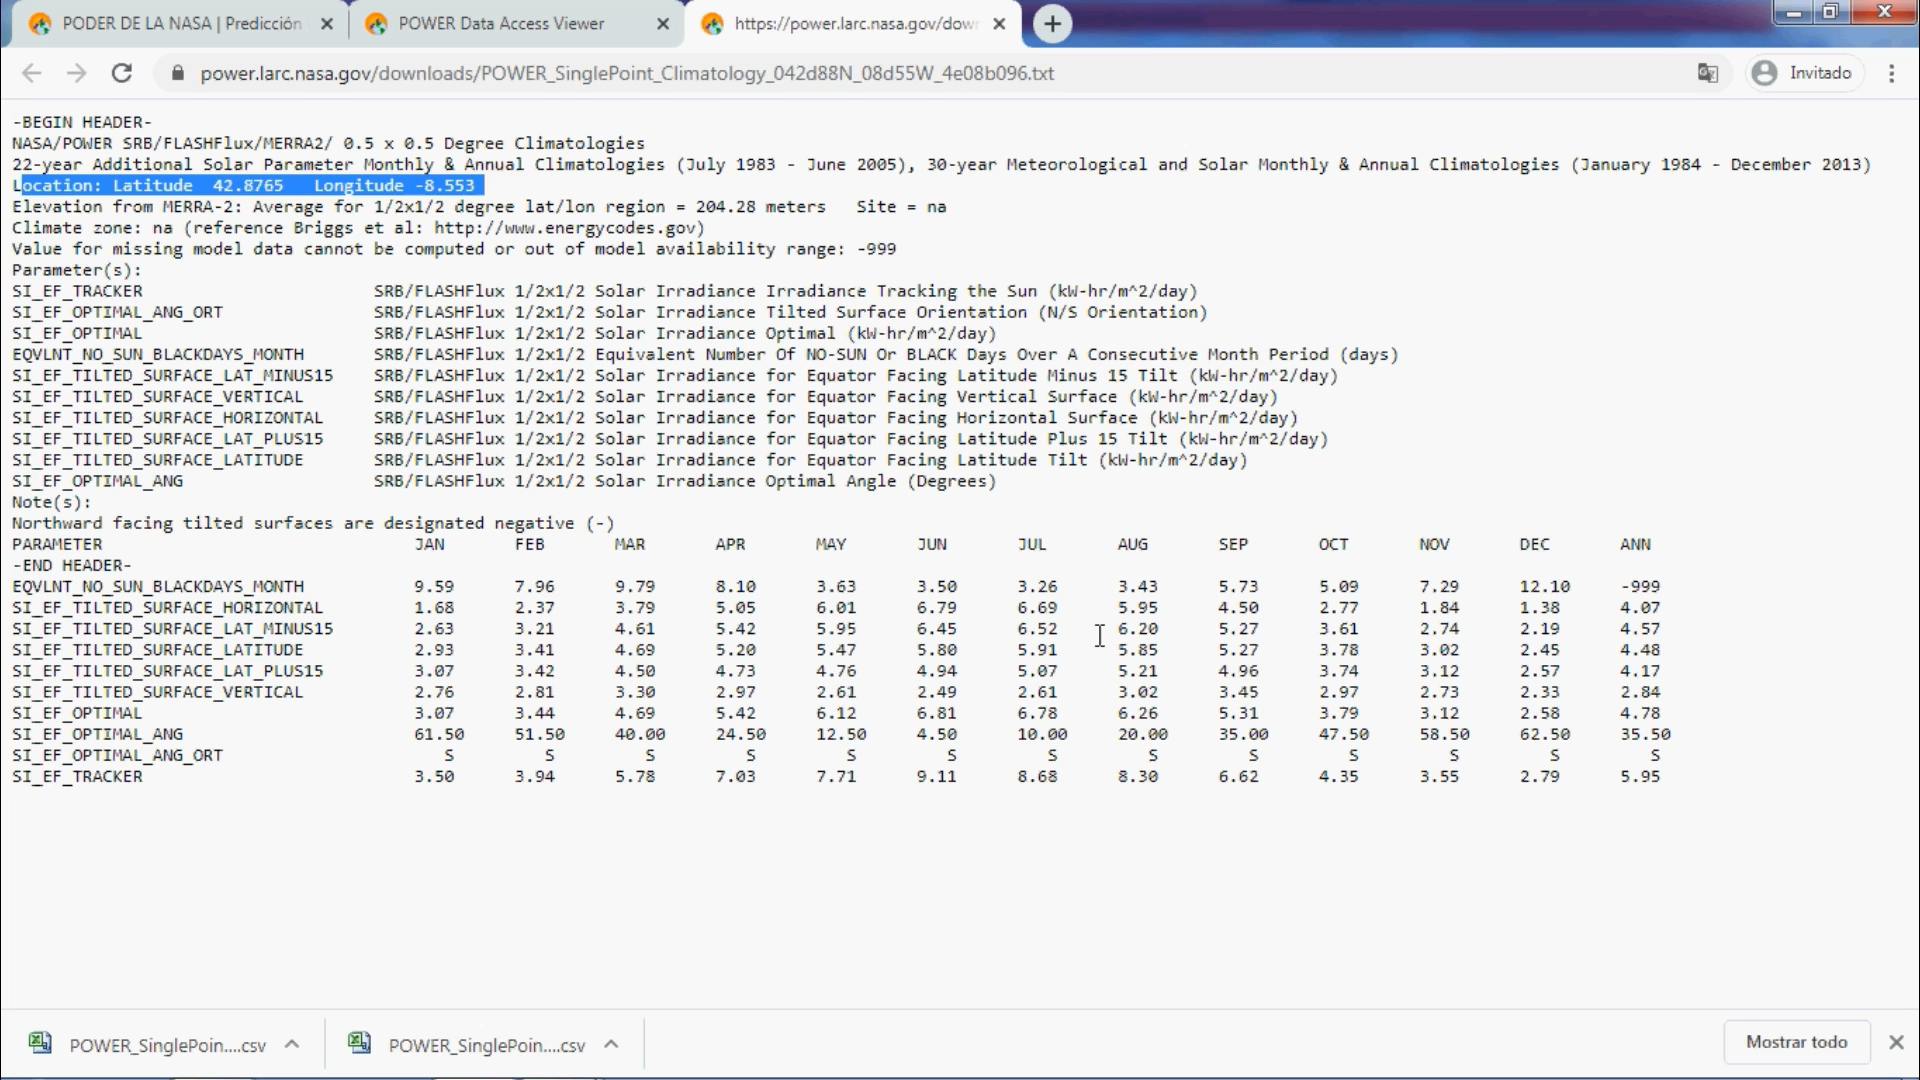 PODER DE LA NASA | Predicción
POWER Data Access Viewer
https://power.larc.nasa.gov/dow
power.larc.nasa.gov/downloads/POWER_SinglePoint_Climatology_042d88N_08d55W_4e08b096.txt
Invitado
-BEGIN HEADER-
NASA/POWER SRB/FLASHFlux/MERRA2/ 0.5 x 0.5 Degree Climatologies
22-year Additional Solar Parameter Monthly & Annual Climatologies (July 1983 - June 2005), 30-year Meteorological and Solar Monthly & Annual Climatologies (January 1984 - December 2013)
Location: Latitude 42.8765 Longitude -8.553
Elevation from MERRA-2: Average for 1/2x1/2 degree lat/lon region = 204.28 meters Site = na
Climate zone: na (reference Briggs et al: http://www.energycodes.gov)
Value for missing model data cannot be computed or out of model availability range: -999
Parameter(s):
SI_EF_TRACKER SRB/FLASHFlux 1/2x1/2 Solar Irradiance Irradiance Tracking the Sun (kW-hr/m^2/day)
SI_EF_OPTIMAL_ANG_ORT SRB/FLASHFlux 1/2x1/2 Solar Irradiance Tilted Surface Orientation (N/S Orientation)
SI_EF_OPTIMAL SRB/FLASHFlux 1/2x1/2 Solar Irradiance Optimal (kW-hr/m^2/day)
EQVLNT_NO_SUN_BLACKDAYS_MONTH SRB/FLASHFlux 1/2x1/2 Equivalent Number Of NO-SUN Or BLACK Days Over A Consecutive Month Period (days)
SI_EF_TILTED_SURFACE_LAT_MINUS15 SRB/FLASHFlux 1/2x1/2 Solar Irradiance for Equator Facing Latitude Minus 15 Tilt (kW-hr/m^2/day)
SI_EF_TILTED_SURFACE_VERTICAL SRB/FLASHFlux 1/2x1/2 Solar Irradiance for Equator Facing Vertical Surface (kW-hr/m^2/day)
SI_EF_TILTED_SURFACE_HORIZONTAL SRB/FLASHFlux 1/2x1/2 Solar Irradiance for Equator Facing Horizontal Surface (kW-hr/m^2/day)
SI_EF_TILTED_SURFACE_LAT_PLUS15 SRB/FLASHFlux 1/2x1/2 Solar Irradiance for Equator Facing Latitude Plus 15 Tilt (kW-hr/m^2/day)
SI_EF_TILTED_SURFACE_LATITUDE SRB/FLASHFlux 1/2x1/2 Solar Irradiance for Equator Facing Latitude Tilt (kW-hr/m^2/day)
SI_EF_OPTIMAL_ANG SRB/FLASHFlux 1/2x1/2 Solar Irradiance Optimal Angle (Degrees)
Note(s):
Northward facing tilted surfaces are designated negative (-)
PARAMETER JAN FEB MAR APR MAY JUN JUL AUG SEP OCT NOV DEC ANN
-END HEADER-
EQVLNT_NO_SUN_BLACKDAYS_MONTH 9.59 7.96 9.79 8.10 3.63 3.50 3.26 3.43 5.73 5.09 7.29 12.10 -999
SI_EF_TILTED_SURFACE_HORIZONTAL 1.68 2.37 3.79 5.05 6.01 6.79 6.69 5.95 4.50 2.77 1.84 1.38 4.07
SI_EF_TILTED_SURFACE_LAT_MINUS15 2.63 3.21 4.61 5.42 5.95 6.45 6.52 6.20 5.27 3.61 2.74 2.19 4.57
SI_EF_TILTED_SURFACE_LATITUDE 2.93 3.41 4.69 5.20 5.47 5.80 5.91 5.85 5.27 3.78 3.02 2.45 4.48
SI_EF_TILTED_SURFACE_LAT_PLUS15 3.07 3.42 4.50 4.73 4.76 4.94 5.07 5.21 4.96 3.74 3.12 2.57 4.17
SI_EF_TILTED_SURFACE_VERTICAL 2.76 2.81 3.30 2.97 2.61 2.49 2.61 3.02 3.45 2.97 2.73 2.33 2.84
SI_EF_OPTIMAL 3.07 3.44 4.69 5.42 6.12 6.81 6.78 6.26 5.31 3.79 3.12 2.58 4.78
SI_EF_OPTIMAL_ANG 61.50 51.50 40.00 24.50 12.50 4.50 10.00 20.00 35.00 47.50 58.50 62.50 35.50
SI_EF_OPTIMAL_ANG_ORT S S S S S S S S S S S S S
SI_EF_TRACKER 3.50 3.94 5.78 7.03 7.71 9.11 8.68 8.30 6.62 4.35 3.55 2.79 5.95
POWER_SinglePoin....csv
POWER_SinglePoin....csv
Mostrar todo